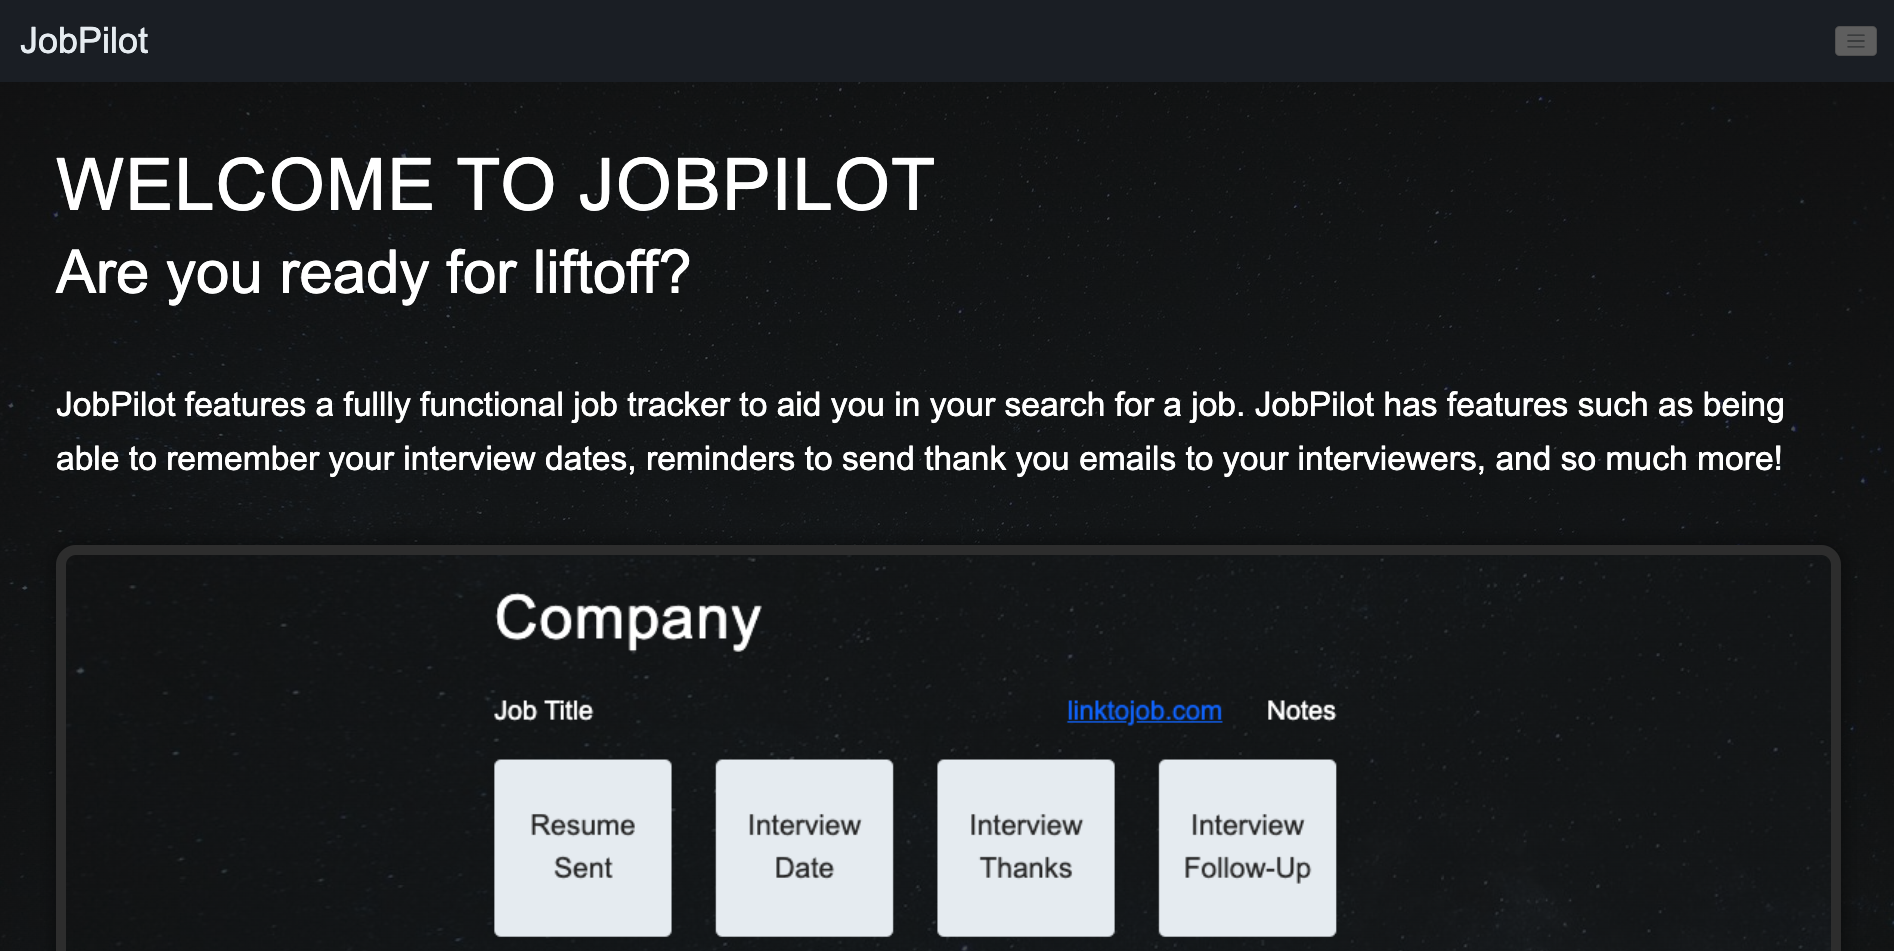 JobPilot
WELCOME TO JOBPILOT
Are you ready for liftoff?
JobPilot features a fullly functional job tracker to aid you in your search for a job. JobPilot has features such as being
able to remember your interview dates, reminders to send thank you emails to your interviewers, and so much more!
Company
Job Title linktojob.com Notes
Resume
Sent
Interview
Date
Interview
Thanks
Interview
Follow-Up